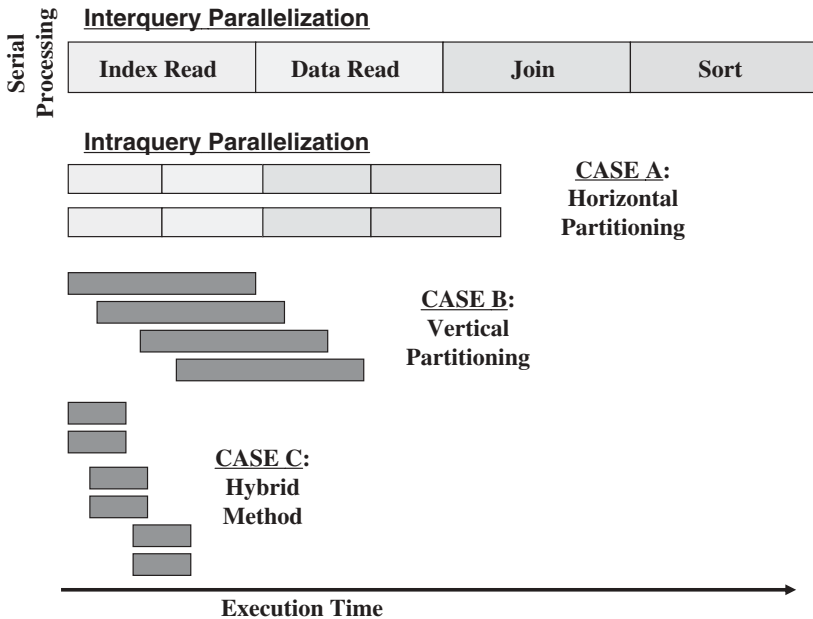 Interquery Parallelization
Serial
Processing
Index Read
Data Read
Join
Sort
Intraquery Parallelization
CASE A:
Horizontal
Partitioning
CASE B:
Vertical
Partitioning
CASE C:
Hybrid
Method
Execution Time